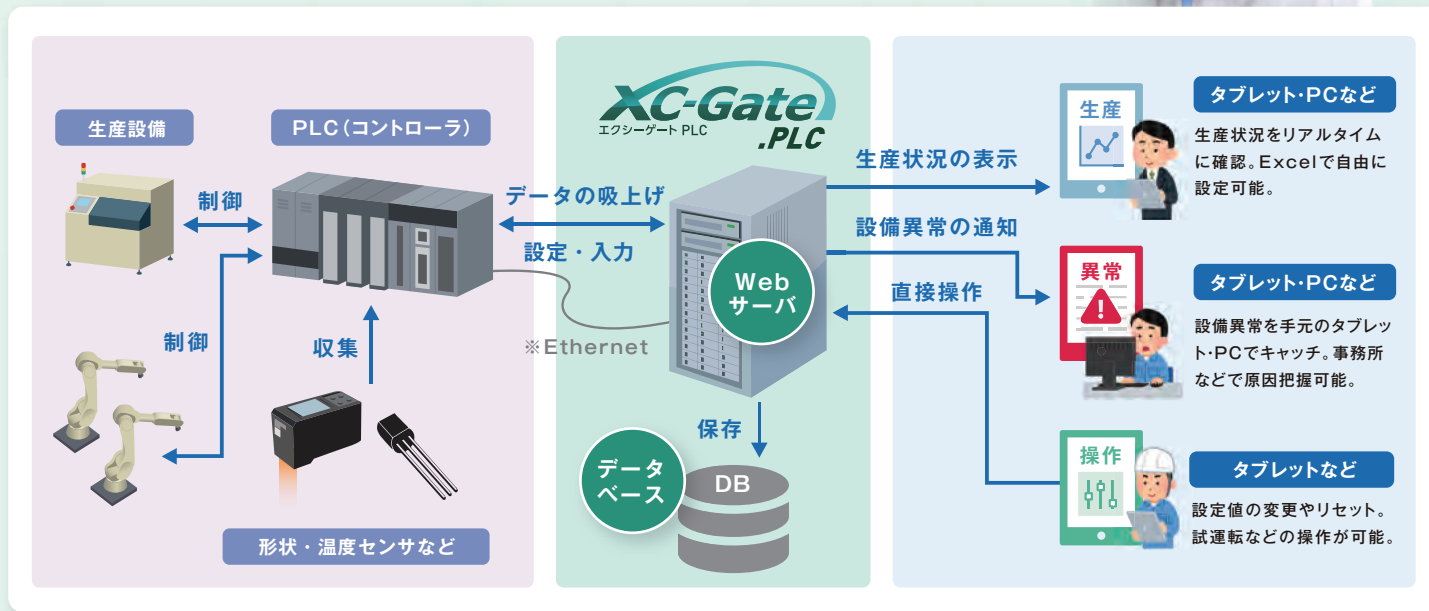 生産設備
PLC(コントローラ)
制御
制御
収集
形状・温度センサなど
XC-Gate
エクシーゲート PLC
.PLC
データの吸上げ
設定・入力
※Ethernet
Web
サーバ
保存
データ
ベース
DB
生産状況の表示
設備異常の通知
直接操作
生産
タブレット・PCなど
生産状況をリアルタイム
に確認。Excelで自由に
設定可能。
異常
タブレット・PCなど
設備異常を手元のタブレッ
ト・PCでキャッチ。事務所
などで原因把握可能。
操作
タブレットなど
設定値の変更やリセット。
試運転などの操作が可能。